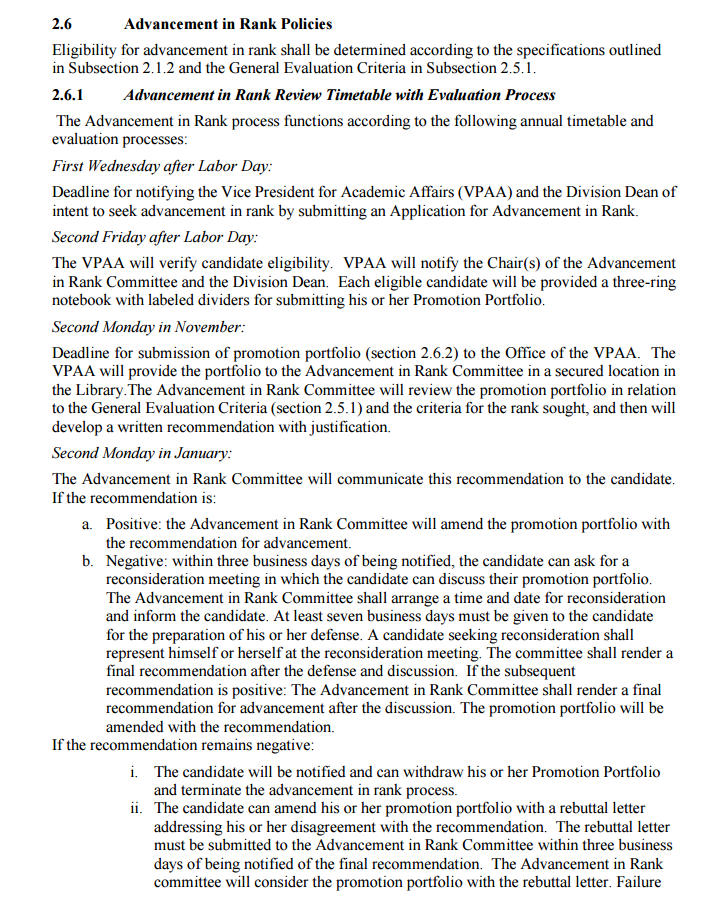 2.6 Advancement in Rank Policies
Eligibility for advancement in rank shall be determined according to the specifications outlined
in Subsection 2.1.2 and the General Evaluation Criteria in Subsection 2.5.1.
2.6.1 Advancement in Rank Review Timetable with Evaluation Process
The Advancement in Rank process functions according to the following annual timetable and
evaluation processes:
First Wednesday after Labor Day:
Deadline for notifying the Vice President for Academic Affairs (VPAA) and the Division Dean of
intent to seek advancement in rank by submitting an Application for Advancement in Rank.
Second Friday after Labor Day:
The VPAA will verify candidate eligibility. VPAA will notify the Chair(s) of the Advancement
in Rank Committee and the Division Dean. Each eligible candidate will be provided a three-ring
notebook with labeled dividers for submitting his or her Promotion Portfolio.
Second Monday in November:
Deadline for submission of promotion portfolio (section 2.6.2) to the Office of the VPAA. The
VPAA will provide the portfolio to the Advancement in Rank Committee in a secured location in
the Library.The Advancement in Rank Committee will review the promotion portfolio in relation
to the General Evaluation Criteria (section 2.5.1) and the criteria for the rank sought, and then will
develop a written recommendation with justification.
Second Monday in January:
The Advancement in Rank Committee will communicate this recommendation to the candidate.
If the recommendation is:
a. Positive: the Advancement in Rank Committee will amend the promotion portfolio with
the recommendation for advancement.
b. Negative: within three business days of being notified, the candidate can ask for a
reconsideration meeting in which the candidate can discuss their promotion portfolio.
The Advancement in Rank Committee shall arrange a time and date for reconsideration
and inform the candidate. At least seven business days must be given to the candidate
for the preparation of his or her defense. A candidate seeking reconsideration shall
represent himself or herself at the reconsideration meeting. The committee shall render a
final recommendation after the defense and discussion. If the subsequent
recommendation is positive: The Advancement in Rank Committee shall render a final
recommendation for advancement after the discussion. The promotion portfolio will be
amended with the recommendation.
If the recommendation remains negative:
i. The candidate will be notified and can withdraw his or her Promotion Portfolio
and terminate the advancement in rank process.
ii. The candidate can amend his or her promotion portfolio with a rebuttal letter
addressing his or her disagreement with the recommendation. The rebuttal letter
must be submitted to the Advancement in Rank Committee within three business
days of being notified of the final recommendation. The Advancement in Rank
committee will consider the promotion portfolio with the rebuttal letter. Failure